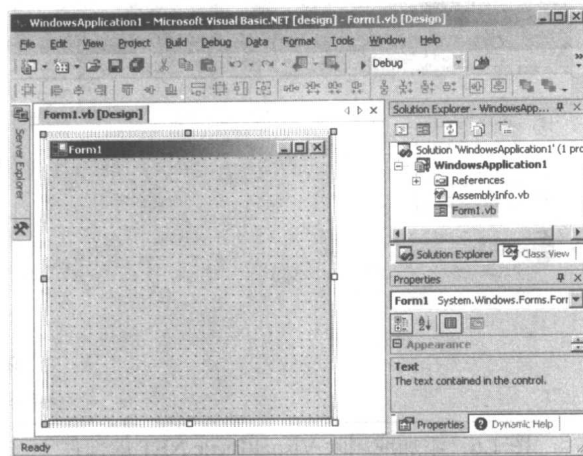 WindowsApplication1 - Microsoft Visual Basic.NET [design] - Form1.vb [Design]
File Edit View Project Build Debug Data Format Tools Window Help
Debug
Form1.vb [Design]
Server Explorer
Form1
Solution Explorer - WindowsApp...
Solution 'WindowsApplication1' (1 pro
WindowsApplication1
References
AssemblyInfo.vb
Form1.vb
Solution Explorer Class View
Properties
Form1 System.Windows.Forms.Forr
Appearance
Text
The text contained in the control.
Properties Dynamic Help
Ready